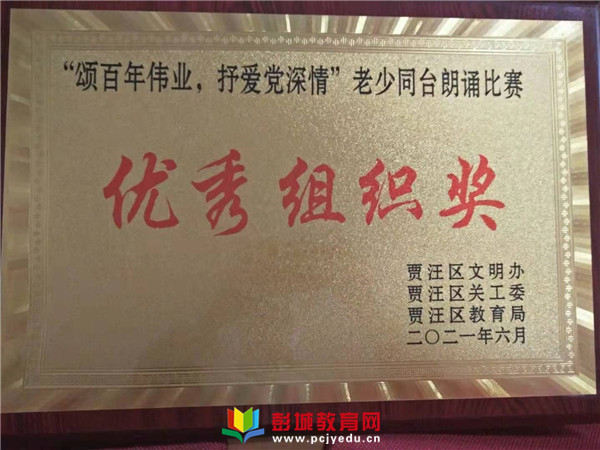 “颂百年伟业，抒爱党深情”老少同台朗诵比赛
优秀组织奖
贾汪区文明办
贾汪区关工委
贾汪区教育局
二〇二一年六月
彭城教育网
www.pcjyedu.cn